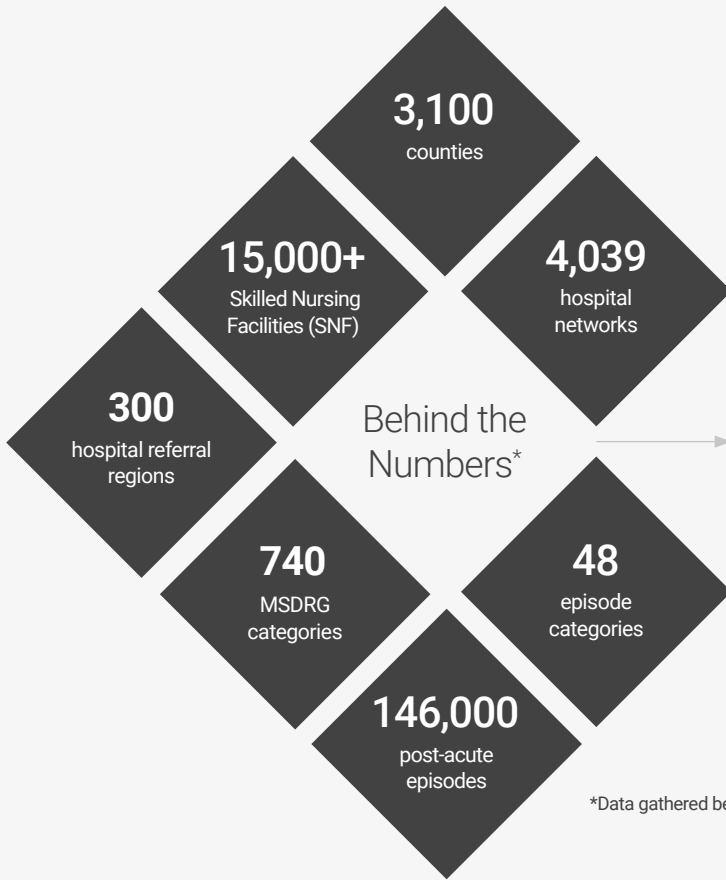 3,100
counties
15,000+
Skilled Nursing
Facilities (SNF)
4,039
hospital
networks
300
hospital referral
regions
Behind the
Numbers*
740
MSDRG
categories
48
episode
categories
146,000
post-acute
episodes
*Data gathered